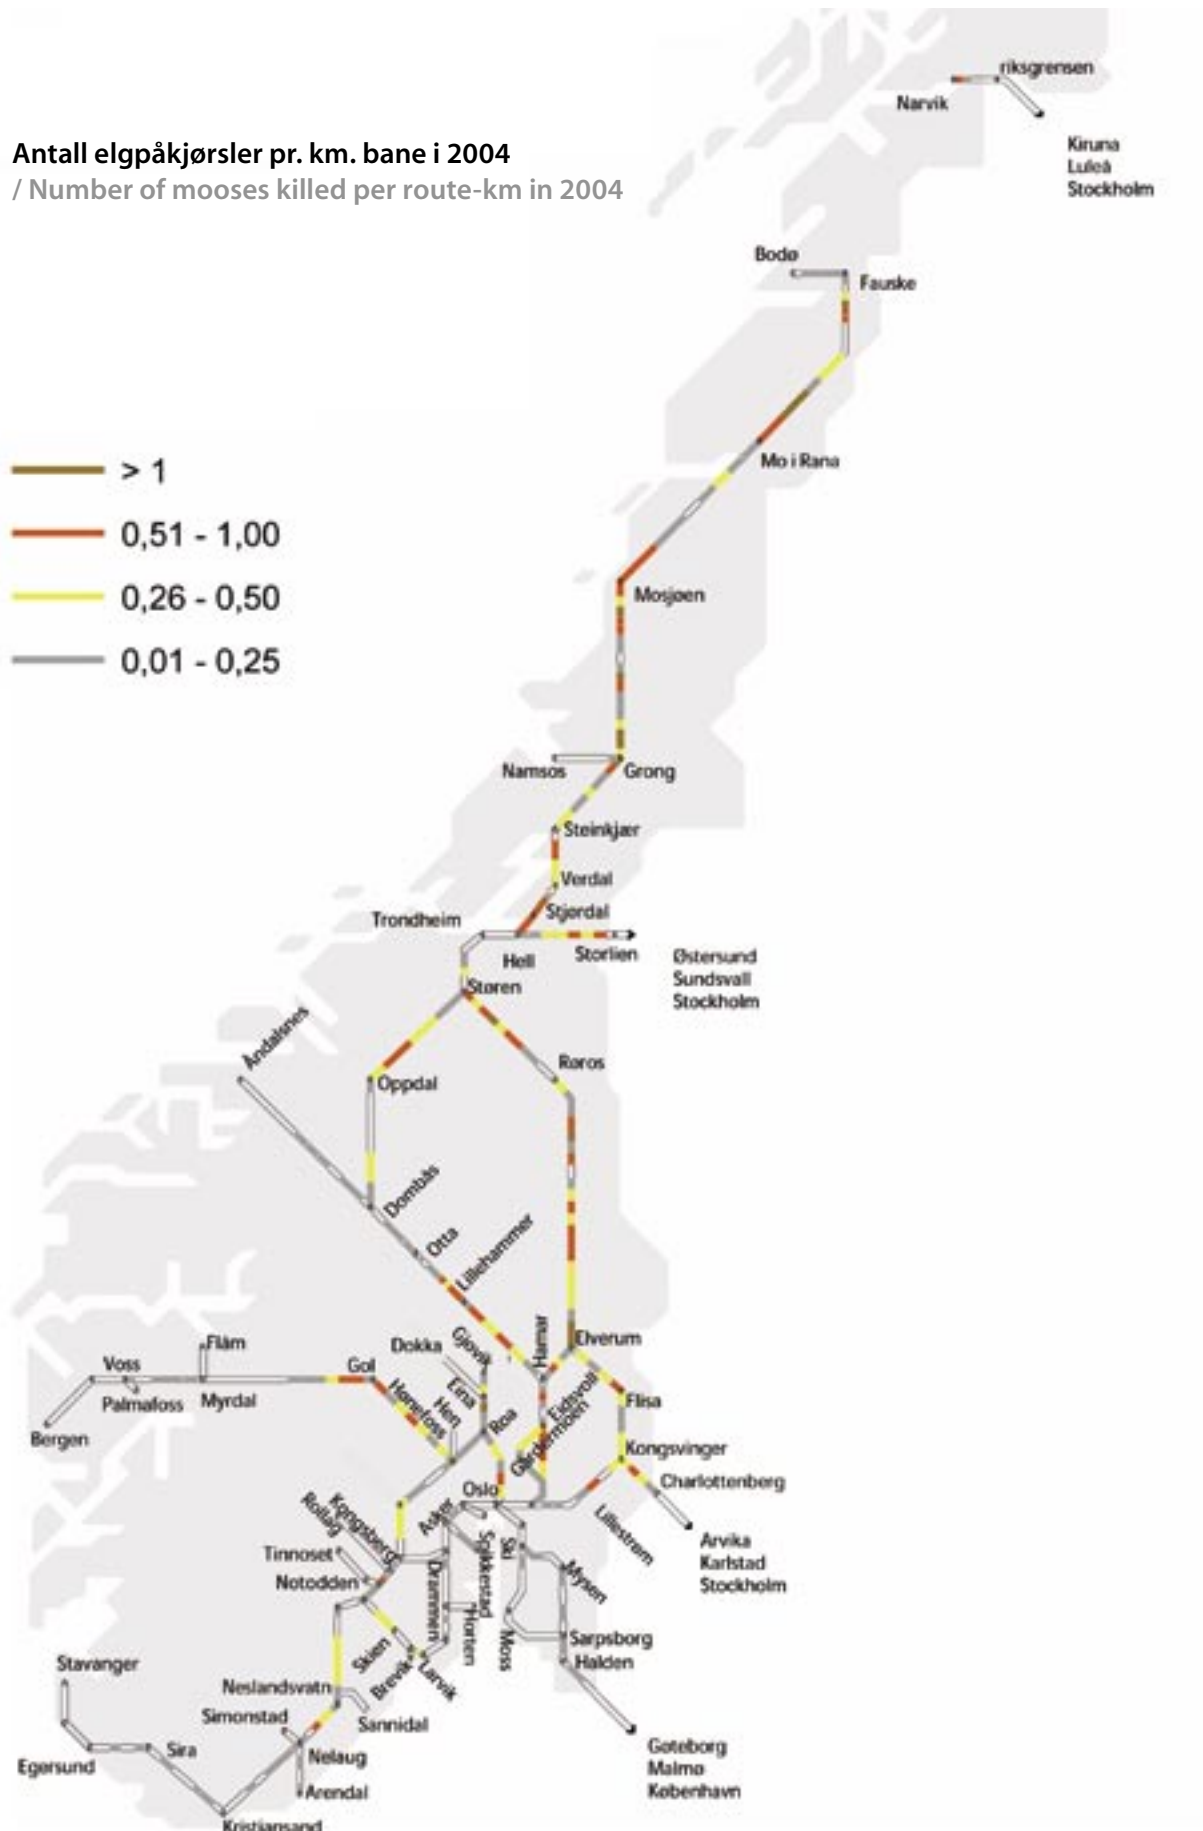 Antall elgpåkjørsler pr. km. bane i 2004
/ Number of mooses killed per route-km in 2004
riksgrensen
Narvik
Kiruna
Luleå
Stockholm
Bodø
Fauske
Mo i Rana
> 1
0,51 - 1,00
0,26 - 0,50
0,01 - 0,25
Mosjøen
Namsos
Grong
Steinkjær
Verdal
Stjørdal
Trondheim
Hell
Storlien
Østersund
Sundsvall
Stockholm
Støren
Åndalsnes
Røros
Oppdal
Dombås
Otta
Lillehammer
Hamar
Elverum
Dokka
Gjøvik
Flåm
Voss
Gol
Palmafoss
Myrdal
Bergen
Hønefoss
Hen
Eina
Roa
Eidsvoll
Gardermoen
Flisa
Kongsvinger
Charlottenberg
Oslo
Lillestrøm
Arvika
Karlstad
Stockholm
Rollag
Kongsberg
Asker
Spikkestad
Ski
Mysen
Tinnoset
Notodden
Drammen
Horten
Moss
Sarpsborg
Halden
Skien
Brevik
Larvik
Stavanger
Neslandsvatn
Simonstad
Sannidal
Egersund
Sira
Nelaug
Arendal
Kristiansand
Gøteborg
Malmø
København